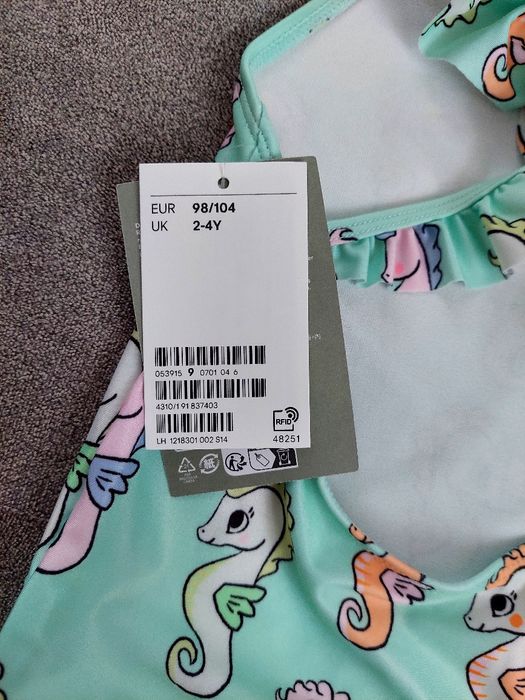 EUR 98/104
UK 2-4Y
053915 9 0701 04 6
4310/191 837403
LH 1218301 002 S14
RFID
48251